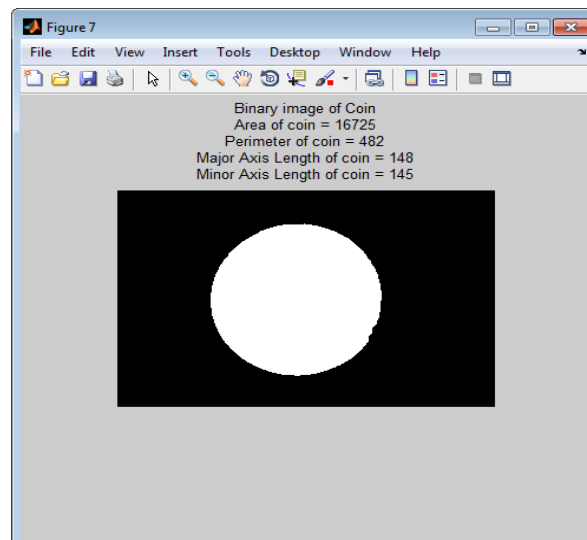 Figure 7
File Edit View Insert Tools Desktop Window Help
Binary image of Coin
Area of coin = 16725
Perimeter of coin = 482
Major Axis Length of coin = 148
Minor Axis Length of coin = 145